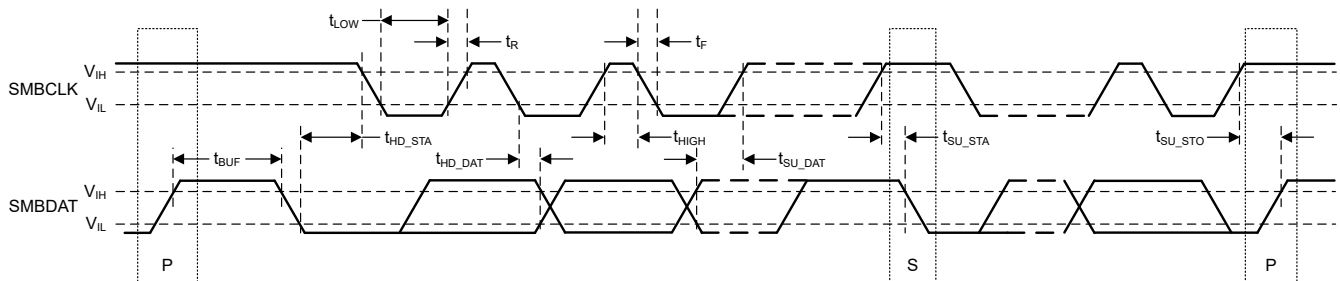 tLOW
tR
tF
VIH
SMBCLK
VIL
tHD_STA
tHIGH
tSU_STA
tSU_STO
tBUF
tHD_DAT
tSU_DAT
VIH
SMBDAT
VIL
P
S
P